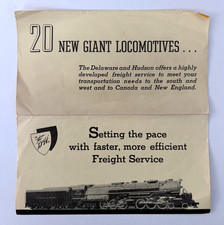 20 NEW GIANT LOCOMOTIVES . . .
The Delaware and Hudson offers a highly
developed freight service to meet your
transportation needs to the south and
west and to Canada and New England.
Setting the pace
with faster, more efficient
Freight Service